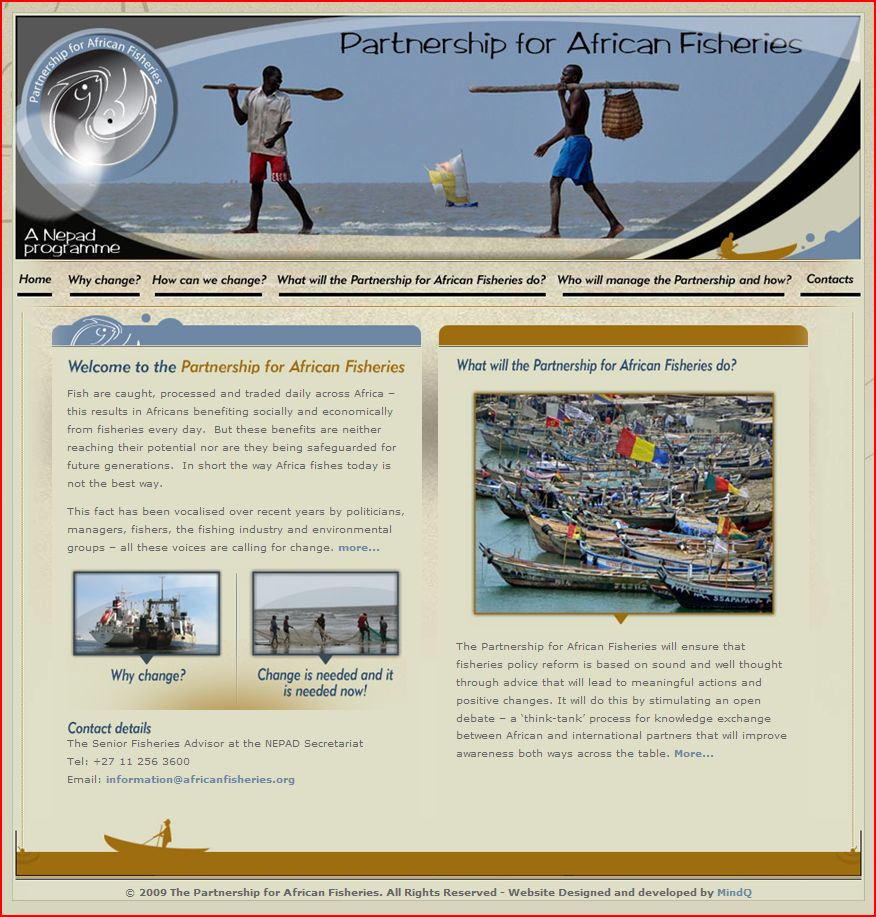 Partnership for African Fisheries
Partnership for African Fisheries
A Nepad
programme
Home Why change? How can we change? What will the Partnership for African Fisheries do? Who will manage the Partnership and how? Contacts
Welcome to the Partnership for African Fisheries
Fish are caught, processed and traded daily across Africa –
this results in Africans benefiting socially and economically
from fisheries every day.  But these benefits are neither
reaching their potential nor are they being safeguarded for
future generations.  In short the way Africa fishes today is
not the best way.
This fact has been vocalised over recent years by politicians,
managers, fishers, the fishing industry and environmental
groups – all these voices are calling for change. more...
Why change?
Change is needed and it
is needed now!
Contact details
The Senior Fisheries Advisor at the NEPAD Secretariat
Tel: +27 11 256 3600
Email: information@africanfisheries.org
What will the Partnership for African Fisheries do?
The Partnership for African Fisheries will ensure that
fisheries policy reform is based on sound and well thought
through advice that will lead to meaningful actions and
positive changes. It will do this by stimulating an open
debate – a ‘think-tank’ process for knowledge exchange
between African and international partners that will improve
awareness both ways across the table. More...
© 2009 The Partnership for African Fisheries. All Rights Reserved - Website Designed and developed by MindQ